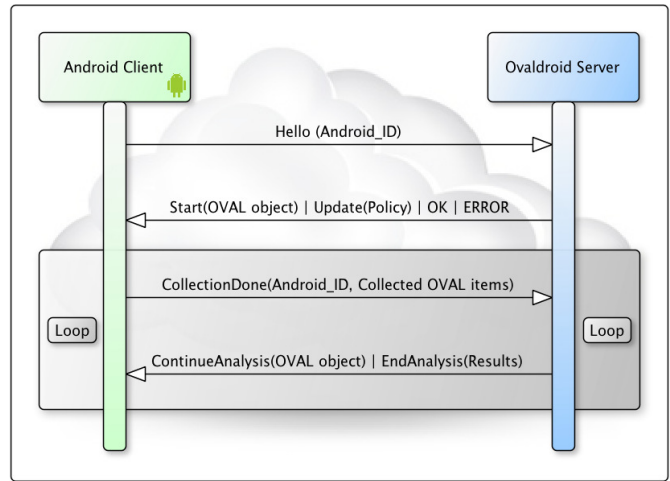 Android Client
Ovaldroid Server
Hello (Android_ID)
Start(OVAL object) | Update(Policy) | OK | ERROR
CollectionDone(Android_ID, Collected OVAL items)
Loop
Loop
ContinueAnalysis(OVAL object) | EndAnalysis(Results)